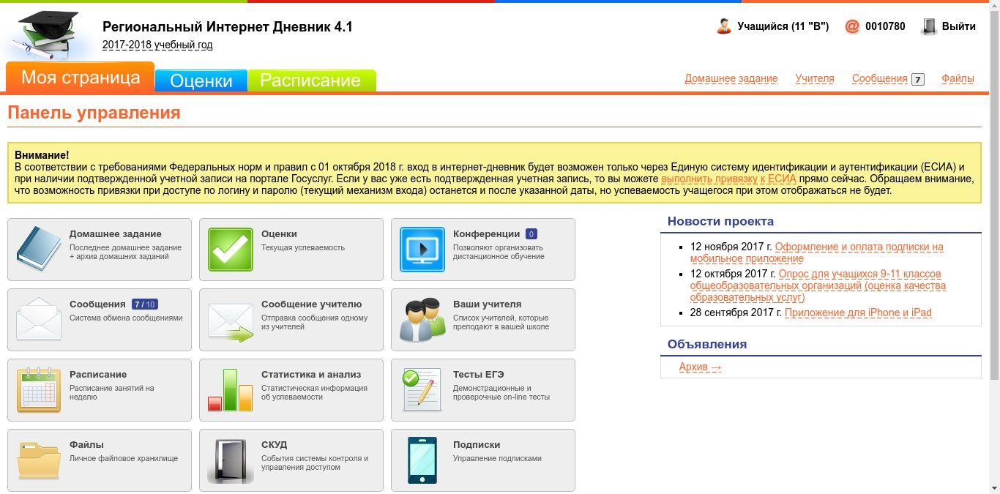 Региональный Интернет Дневник 4.1
2017-2018 учебный год
Учащийся (11 "В")
0010780
Выйти
Моя страница
Оценки
Расписание
Домашнее задание
Учителя
Сообщения 7
Файлы
Панель управления
Внимание!
В соответствии с требованиями Федеральных норм и правил с 01 октября 2018 г. вход в интернет-дневник будет возможен только через Единую систему идентификации и аутентификации (ЕСИА) и
при наличии подтвержденной учетной записи на портале Госуслуг. Если у вас уже есть подтвержденная учетная запись, то вы можете выполнить привязку к ЕСИА прямо сейчас. Обращаем внимание,
что возможность привязки при доступе по логину и паролю (текущий механизм входа) останется и после указанной даты, но успеваемость учащегося при этом отображаться не будет.
Домашнее задание
Последнее домашнее задание
+ архив домашних заданий
Оценки
Текущая успеваемость
Конференции 0
Позволяют организовать
дистанционное обучение
Сообщения 7 / 10
Система обмена сообщениями
Сообщение учителю
Отправка сообщения одному
из учителей
Ваши учителя
Список учителей, которые
преподают в вашей школе
Расписание
Расписание занятий на
неделю
Статистика и анализ
Статистическая информация
об успеваемости
Тесты ЕГЭ
Демонстрационные и
проверочные on-line тесты
Файлы
Личное файловое хранилище
СКУД
События системы контроля и
управления доступом
Подписки
Управление подписками
Новости проекта
12 ноября 2017 г. Оформление и оплата подписки на
мобильное приложение
12 октября 2017 г. Опрос для учащихся 9-11 классов
общеобразовательных организаций (оценка качества
образовательных услуг)
28 сентября 2017 г. Приложение для iPhone и iPad
Объявления
Архив →